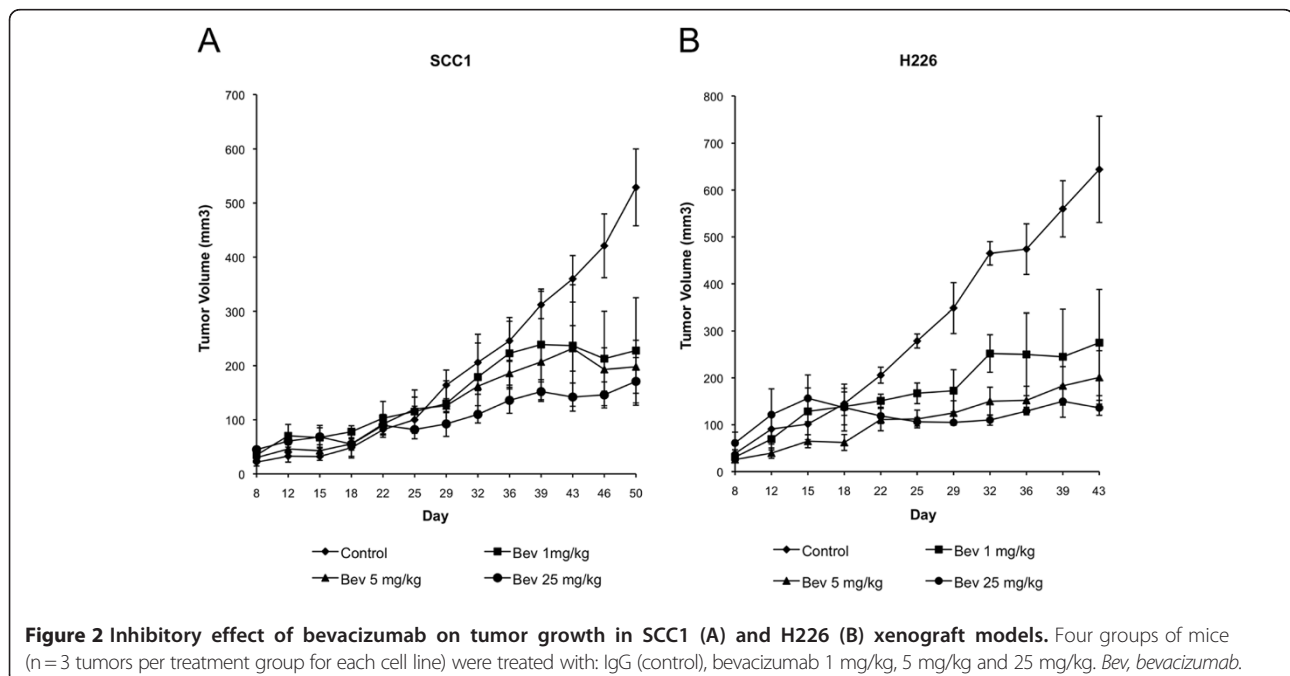 A
SCC1
Tumor Volume (mm3)
700
600
500
400
300
200
100
0
8 12 15 18 22 25 29 32 36 39 43 46 50
Day
Control
Bev 1mg/kg
Bev 5 mg/kg
Bev 25 mg/kg
B
H226
Tumor Volume (mm3)
800
700
600
500
400
300
200
100
0
8 12 15 18 22 25 29 32 36 39 43
Day
Control
Bev 1 mg/kg
Bev 5 mg/kg
Bev 25 mg/kg
Figure 2 Inhibitory effect of bevacizumab on tumor growth in SCC1 (A) and H226 (B) xenograft models. Four groups of mice
(n = 3 tumors per treatment group for each cell line) were treated with: IgG (control), bevacizumab 1 mg/kg, 5 mg/kg and 25 mg/kg. Bev, bevacizumab.